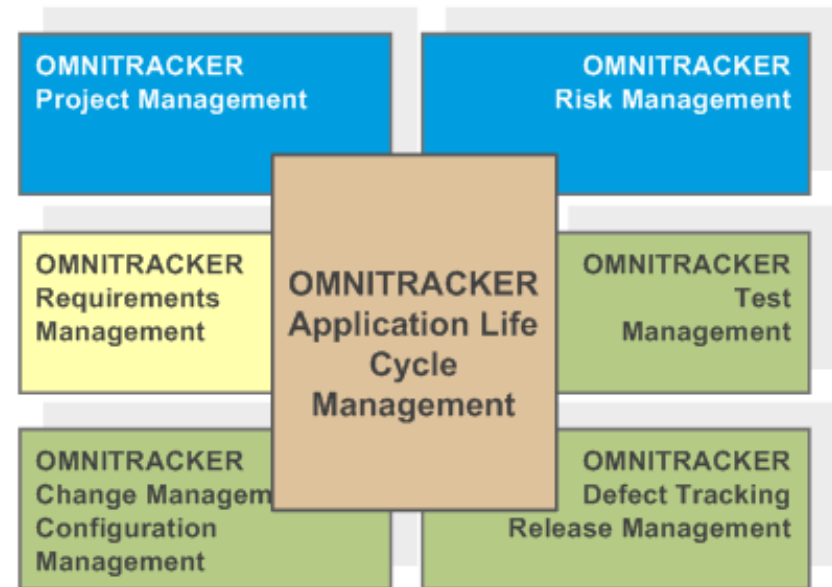 OMNITRACKER
Project Management
OMNITRACKER
Risk Management
OMNITRACKER
Requirements
Management
OMNITRACKER
Application Life
Cycle
Management
OMNITRACKER
Test
Management
OMNITRACKER
Change Managem
Configuration
Management
OMNITRACKER
Defect Tracking
Release Management